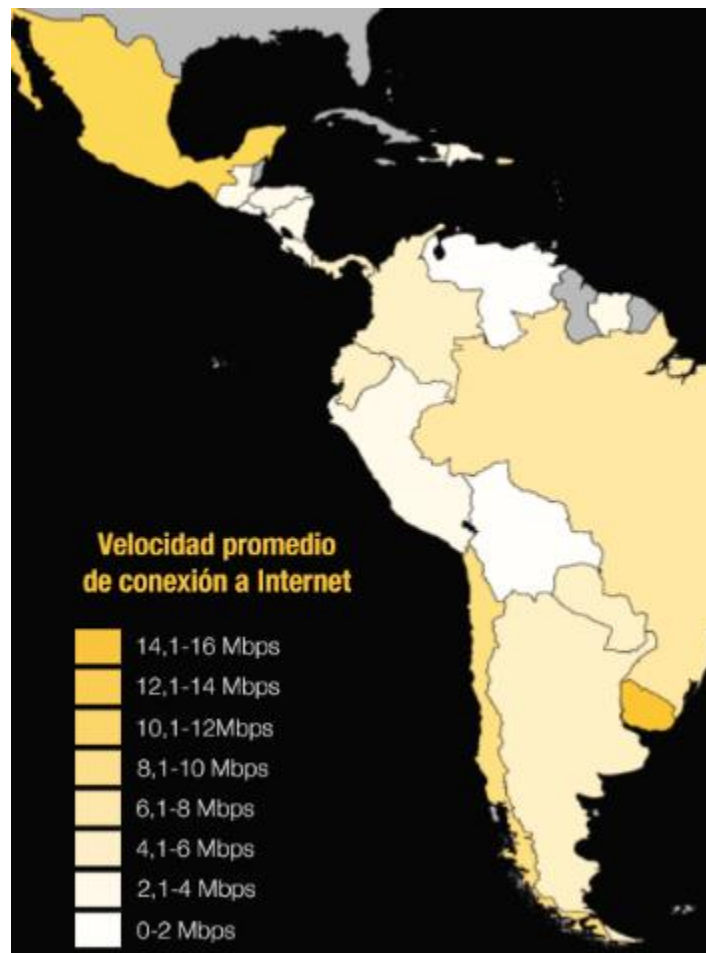 Velocidad promedio
de conexión a Internet
14,1-16 Mbps
12,1-14 Mbps
10,1-12Mbps
8,1-10 Mbps
6,1-8 Mbps
4,1-6 Mbps
2,1-4 Mbps
0-2 Mbps